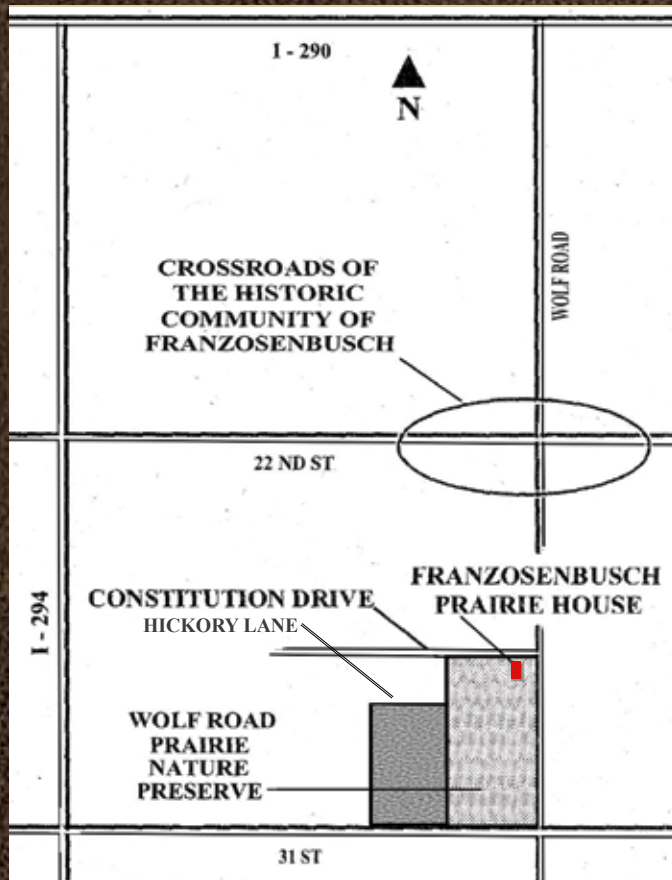 I - 290
N
WOLF ROAD
CROSSROADS OF
THE HISTORIC
COMMUNITY OF
FRANZOSENBUSCH
22 ND ST
I - 294
FRANZOSENBUSCH
PRAIRIE HOUSE
CONSTITUTION DRIVE
HICKORY LANE
WOLF ROAD
PRAIRIE
NATURE
PRESERVE
31 ST